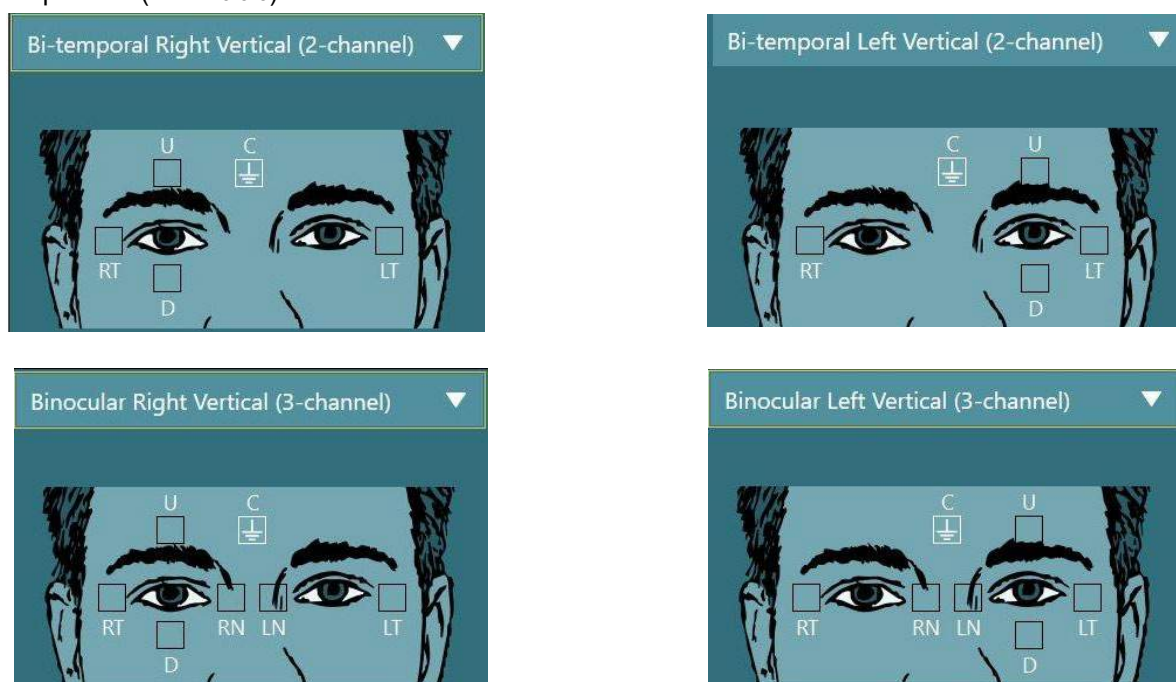 Bi-temporal Right Vertical (2-channel)
U C
RT LT
D
Bi-temporal Left Vertical (2-channel)
C U
RT LT
D
Binocular Right Vertical (3-channel)
U C
RT RN LN LT
D
Binocular Left Vertical (3-channel)
C U
RT RN LN LT
D